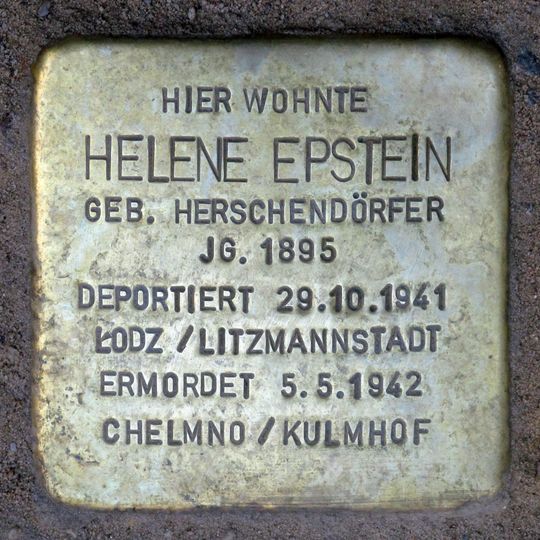 HIER WOHNTE
HELENE EPSTEIN
GEB. HERSCHENDÖRFER
JG. 1895
DEPORTIERT 29.10.1941
ŁODZ / LITZMANNSTADT
ERMORDET 5.5.1942
CHELMNO / KULMHOF